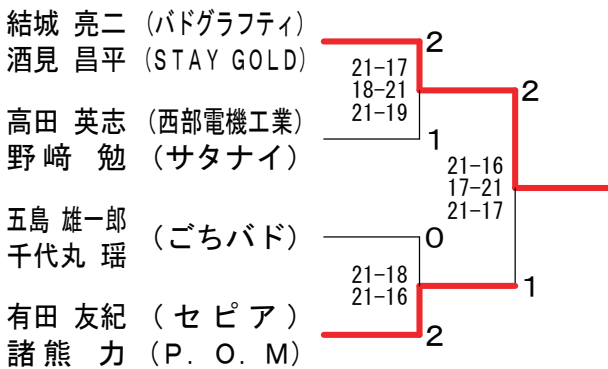 結城 亮二 (バドグラフティ)
酒見 昌平 (STAY GOLD)
2
21-17
18-21
21-19
高田 英志 (西部電機工業)
野﨑 勉 (サタナイ)
1
2
21-16
17-21
21-17
五島 雄一郎
千代丸 瑶
(ごちバド)
0
21-18
21-16
1
有田 友紀 (セピア)
諸熊 力 (P. O. M)
2